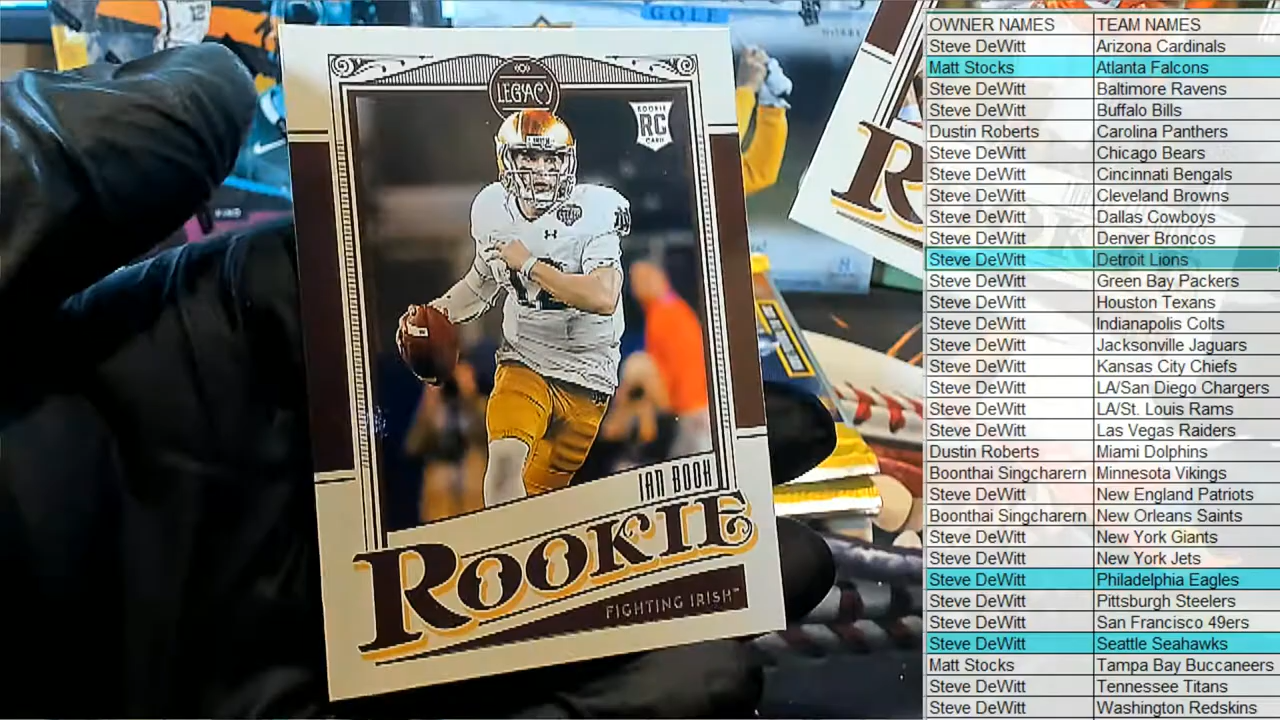 GOLF
LEGACY
ROOKIE
RC
CARD
IAN BOOK
ROOKIE
FIGHTING IRISH™
12
OWNER NAMES TEAM NAMES
Steve DeWitt Arizona Cardinals
Matt Stocks Atlanta Falcons
Steve DeWitt Baltimore Ravens
Steve DeWitt Buffalo Bills
Dustin Roberts Carolina Panthers
Steve DeWitt Chicago Bears
Steve DeWitt Cincinnati Bengals
Steve DeWitt Cleveland Browns
Steve DeWitt Dallas Cowboys
Steve DeWitt Denver Broncos
Steve DeWitt Detroit Lions
Steve DeWitt Green Bay Packers
Steve DeWitt Houston Texans
Steve DeWitt Indianapolis Colts
Steve DeWitt Jacksonville Jaguars
Steve DeWitt Kansas City Chiefs
Steve DeWitt LA/San Diego Chargers
Steve DeWitt LA/St. Louis Rams
Steve DeWitt Las Vegas Raiders
Dustin Roberts Miami Dolphins
Boonthai Singcharern Minnesota Vikings
Steve DeWitt New England Patriots
Boonthai Singcharern New Orleans Saints
Steve DeWitt New York Giants
Steve DeWitt New York Jets
Steve DeWitt Philadelphia Eagles
Steve DeWitt Pittsburgh Steelers
Steve DeWitt San Francisco 49ers
Steve DeWitt Seattle Seahawks
Matt Stocks Tampa Bay Buccaneers
Steve DeWitt Tennessee Titans
Steve DeWitt Washington Redskins